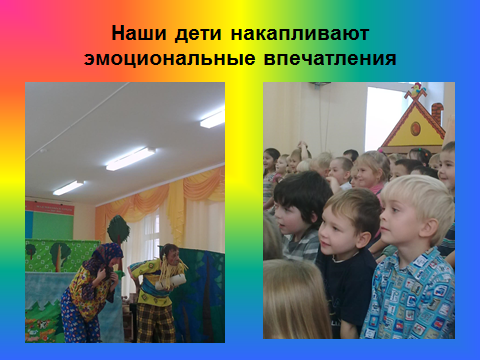 Наши дети накапливают
эмоциональные впечатления